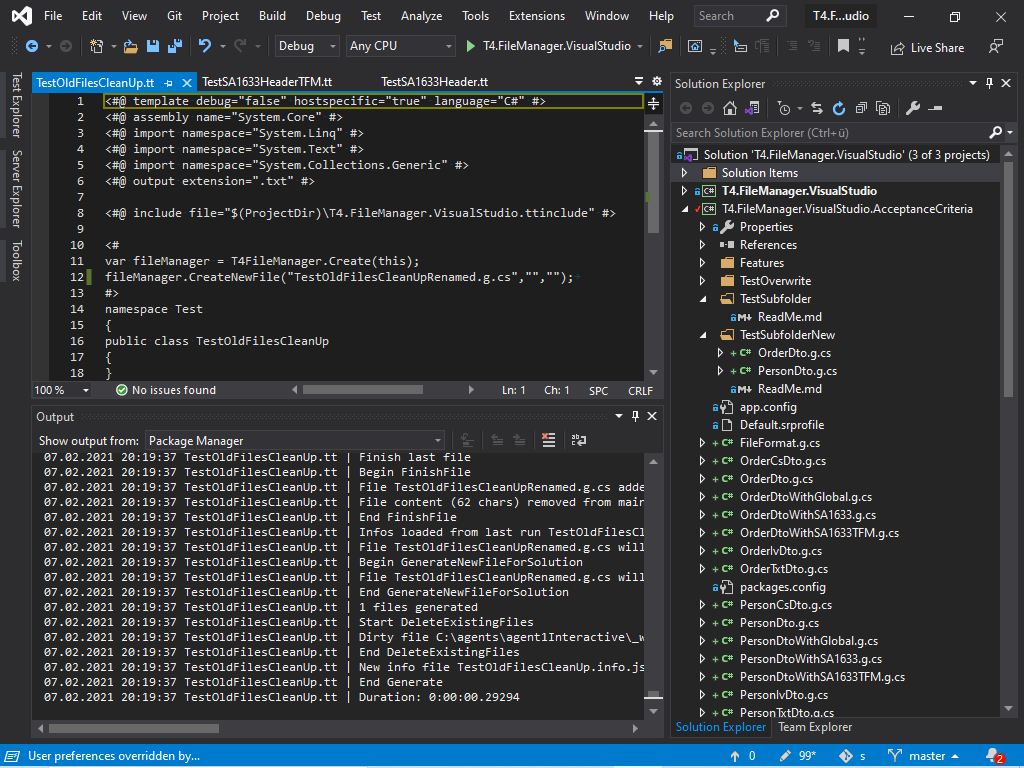 File Edit View Git Project Build Debug Test Analyze Tools Extensions Window Help Search T4.F...udio
Debug Any CPU T4.FileManager.VisualStudio Live Share
Test Explorer
Server Explorer
Toolbox
TestOldFilesCleanUp.tt TestSA1633HeaderTFM.tt TestSA1633Header.tt
1 <#@ template debug="false" hostspecific="true" language="C#" #>
2 <#@ assembly name="System.Core" #>
3 <#@ import namespace="System.Linq" #>
4 <#@ import namespace="System.Text" #>
5 <#@ import namespace="System.Collections.Generic" #>
6 <#@ output extension=".txt" #>
7
8 <#@ include file="$(ProjectDir)\T4.FileManager.VisualStudio.ttinclude" #>
9
10 <#
11 var fileManager = T4FileManager.Create(this);
12 fileManager.CreateNewFile("TestOldFilesCleanUpRenamed.g.cs","","");
13 #>
14 namespace Test
15 {
16 public class TestOldFilesCleanUp
17 {
18 }
100 % No issues found Ln: 1 Ch: 1 SPC CRLF
Output
Show output from: Package Manager
07.02.2021 20:19:37 TestOldFilesCleanUp.tt | Finish last file
07.02.2021 20:19:37 TestOldFilesCleanUp.tt | Begin FinishFile
07.02.2021 20:19:37 TestOldFilesCleanUp.tt | File TestOldFilesCleanUpRenamed.g.cs adde
07.02.2021 20:19:37 TestOldFilesCleanUp.tt | File content (62 chars) removed from main
07.02.2021 20:19:37 TestOldFilesCleanUp.tt | End FinishFile
07.02.2021 20:19:37 TestOldFilesCleanUp.tt | Infos loaded from last run TestOldFilesCl
07.02.2021 20:19:37 TestOldFilesCleanUp.tt | File TestOldFilesCleanUpRenamed.g.cs will
07.02.2021 20:19:37 TestOldFilesCleanUp.tt | Begin GenerateNewFileForSolution
07.02.2021 20:19:37 TestOldFilesCleanUp.tt | File TestOldFilesCleanUpRenamed.g.cs will
07.02.2021 20:19:37 TestOldFilesCleanUp.tt | End GenerateNewFileForSolution
07.02.2021 20:19:37 TestOldFilesCleanUp.tt | 1 files generated
07.02.2021 20:19:37 TestOldFilesCleanUp.tt | Start DeleteExistingFiles
07.02.2021 20:19:37 TestOldFilesCleanUp.tt | Dirty file C:\agents\agent1Interactive\_w
07.02.2021 20:19:37 TestOldFilesCleanUp.tt | End DeleteExistingFiles
07.02.2021 20:19:37 TestOldFilesCleanUp.tt | New info file TestOldFilesCleanUp.info.js
07.02.2021 20:19:37 TestOldFilesCleanUp.tt | End Generate
07.02.2021 20:19:37 TestOldFilesCleanUp.tt | Duration: 0:00:00.29294
Solution Explorer
Search Solution Explorer (Ctrl+ü)
Solution 'T4.FileManager.VisualStudio' (3 of 3 projects)
Solution Items
C# T4.FileManager.VisualStudio
C# T4.FileManager.VisualStudio.AcceptanceCriteria
Properties
References
Features
TestOverwrite
TestSubfolder
M+ ReadMe.md
TestSubfolderNew
+ C# OrderDto.g.cs
+ C# PersonDto.g.cs
M+ ReadMe.md
app.config
Default.srprofile
+ C# FileFormat.g.cs
+ C# OrderCsDto.g.cs
+ C# OrderDto.g.cs
+ C# OrderDtoWithGlobal.g.cs
+ C# OrderDtoWithSA1633.g.cs
+ C# OrderDtoWithSA1633TFM.g.cs
+ C# OrderIvDto.g.cs
+ C# OrderTxtDto.g.cs
packages.config
+ C# PersonCsDto.g.cs
+ C# PersonDto.g.cs
+ C# PersonDtoWithGlobal.g.cs
+ C# PersonDtoWithSA1633.g.cs
+ C# PersonDtoWithSA1633TFM.g.cs
+ C# PersonIvDto.g.cs
+ C# PersonTxtDto.g.cs
Solution Explorer Team Explorer
User preferences overridden by... 0 99* s master 2